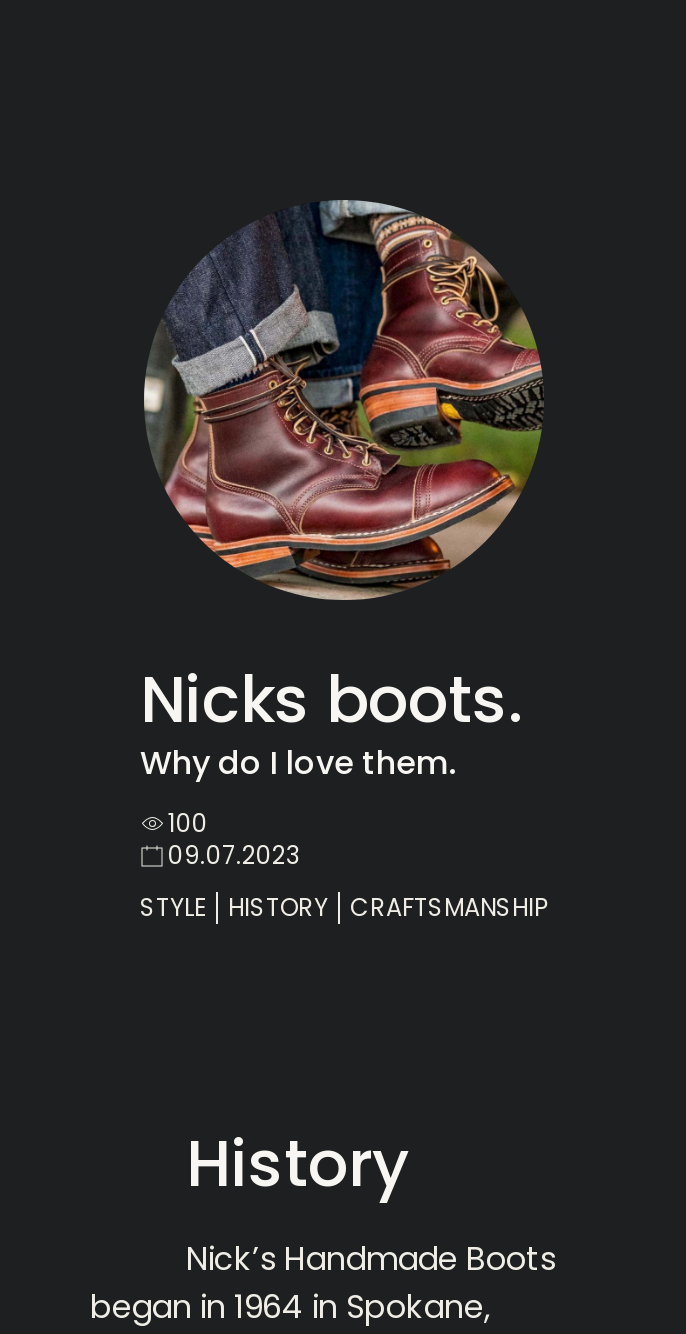 Nicks boots.
Why do I love them.
100
09.07.2023
STYLE | HISTORY | CRAFTSMANSHIP
History
Nick’s Handmade Boots
began in 1964 in Spokane,